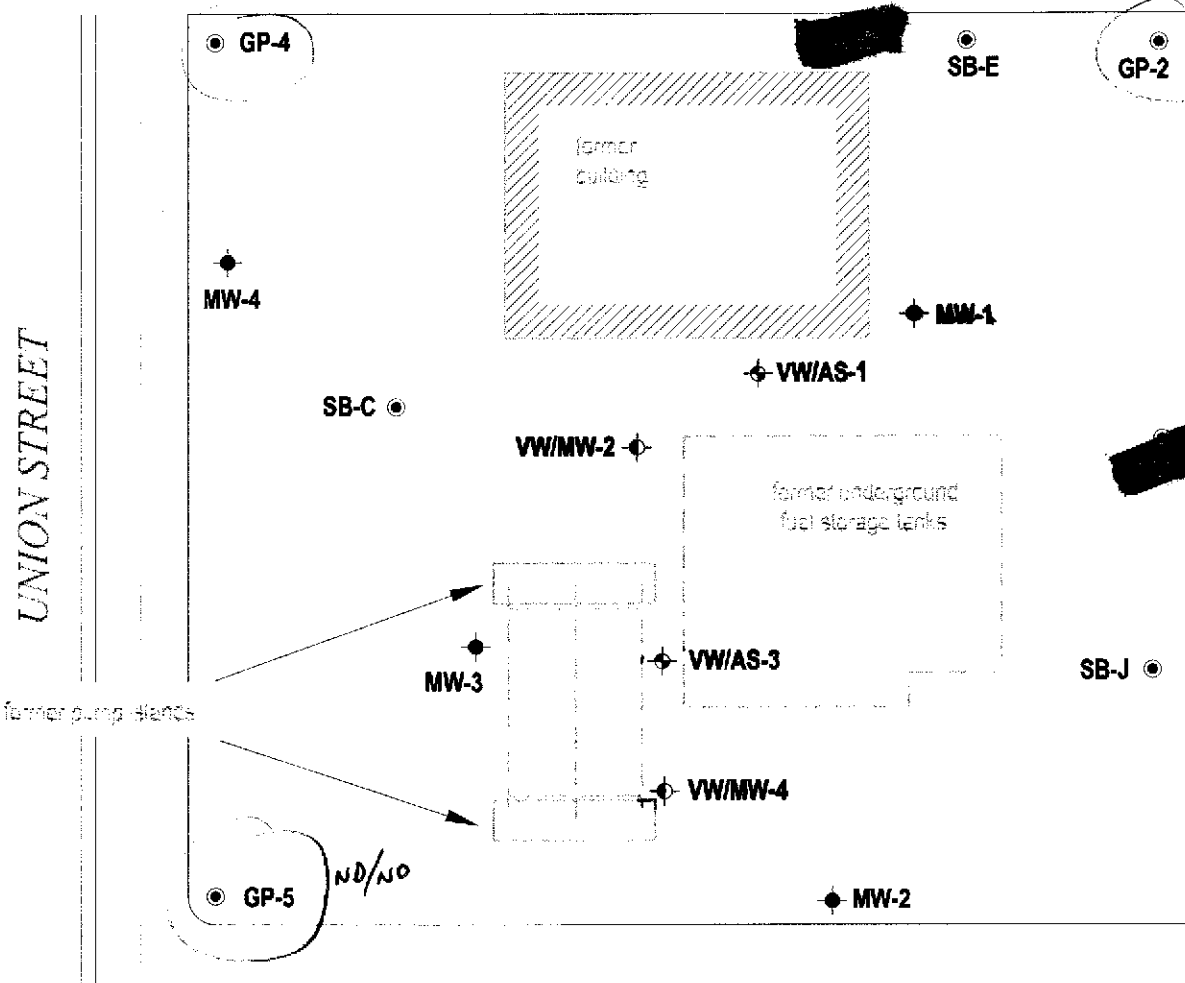 GP-4
SB-E
GP-2
former
building
MW-4
MW-1
VW/AS-1
UNION STREET
SB-C
VW/MW-2
former underground
fuel storage tanks
MW-3
VW/AS-3
SB-J
former pump islands
VW/MW-4
GP-5
ND/NO
MW-2